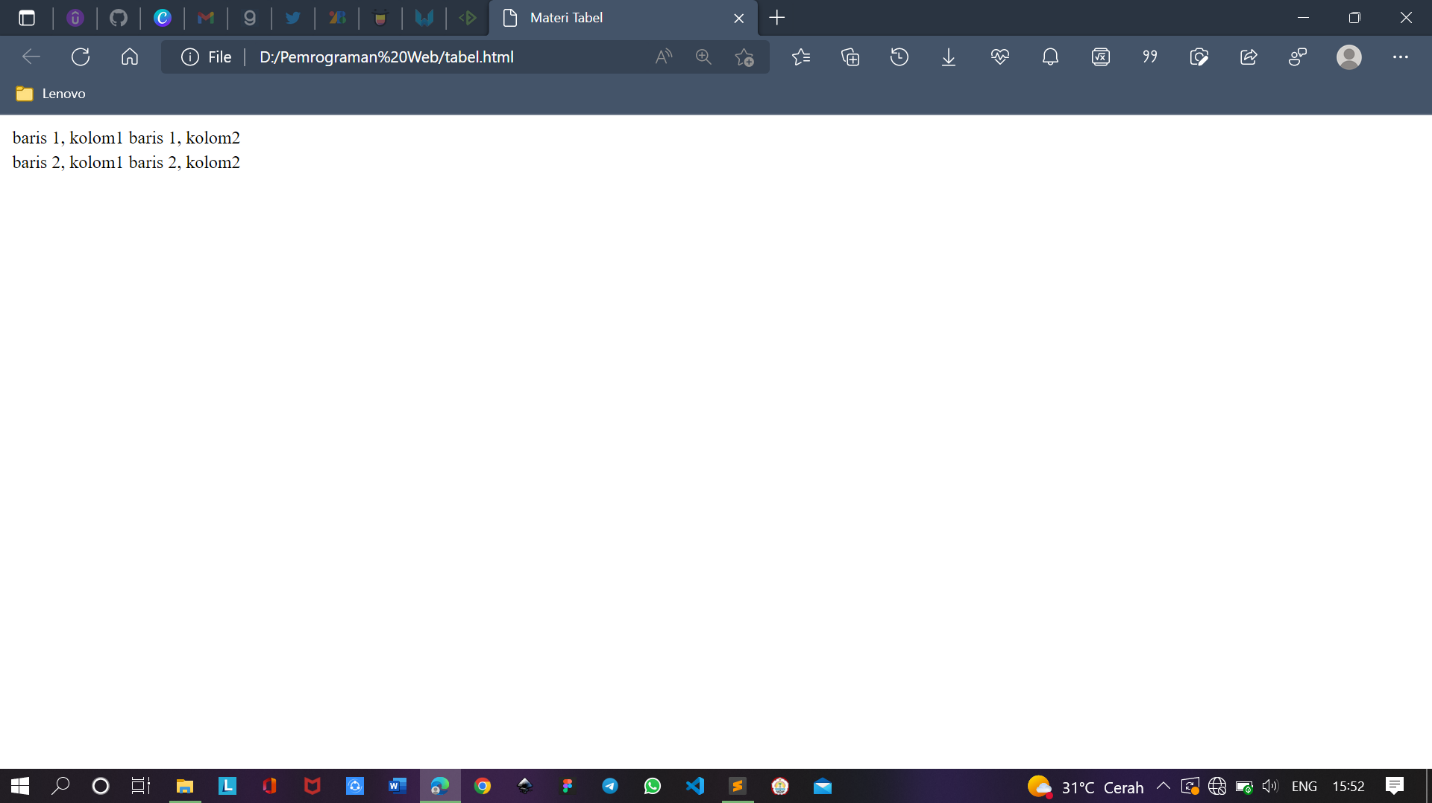 Materi Tabel
File D:/Pemrograman%20Web/tabel.html
Lenovo
baris 1, kolom1 baris 1, kolom2
baris 2, kolom1 baris 2, kolom2
31°C Cerah ENG 15:52